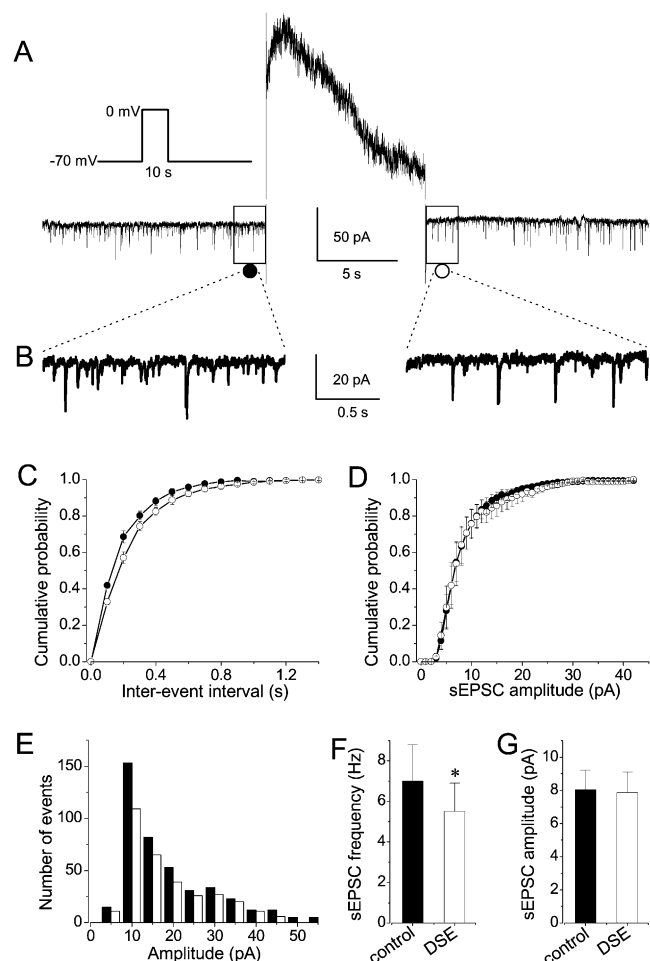 A
0 mV
-70 mV
10 s
50 pA
5 s
B
20 pA
0.5 s
C
Cumulative probability
1.0
0.8
0.6
0.4
0.2
0.0
0.0 0.4 0.8 1.2
Inter-event interval (s)
D
Cumulative probability
1.0
0.8
0.6
0.4
0.2
0.0
0 10 20 30 40
sEPSC amplitude (pA)
E
Number of events
150
100
50
0
0 10 20 30 40 50
Amplitude (pA)
F
sEPSC frequency (Hz)
8
6
4
2
0
*
control
DSE
G
sEPSC amplitude (pA)
10
8
6
4
2
0
control
DSE